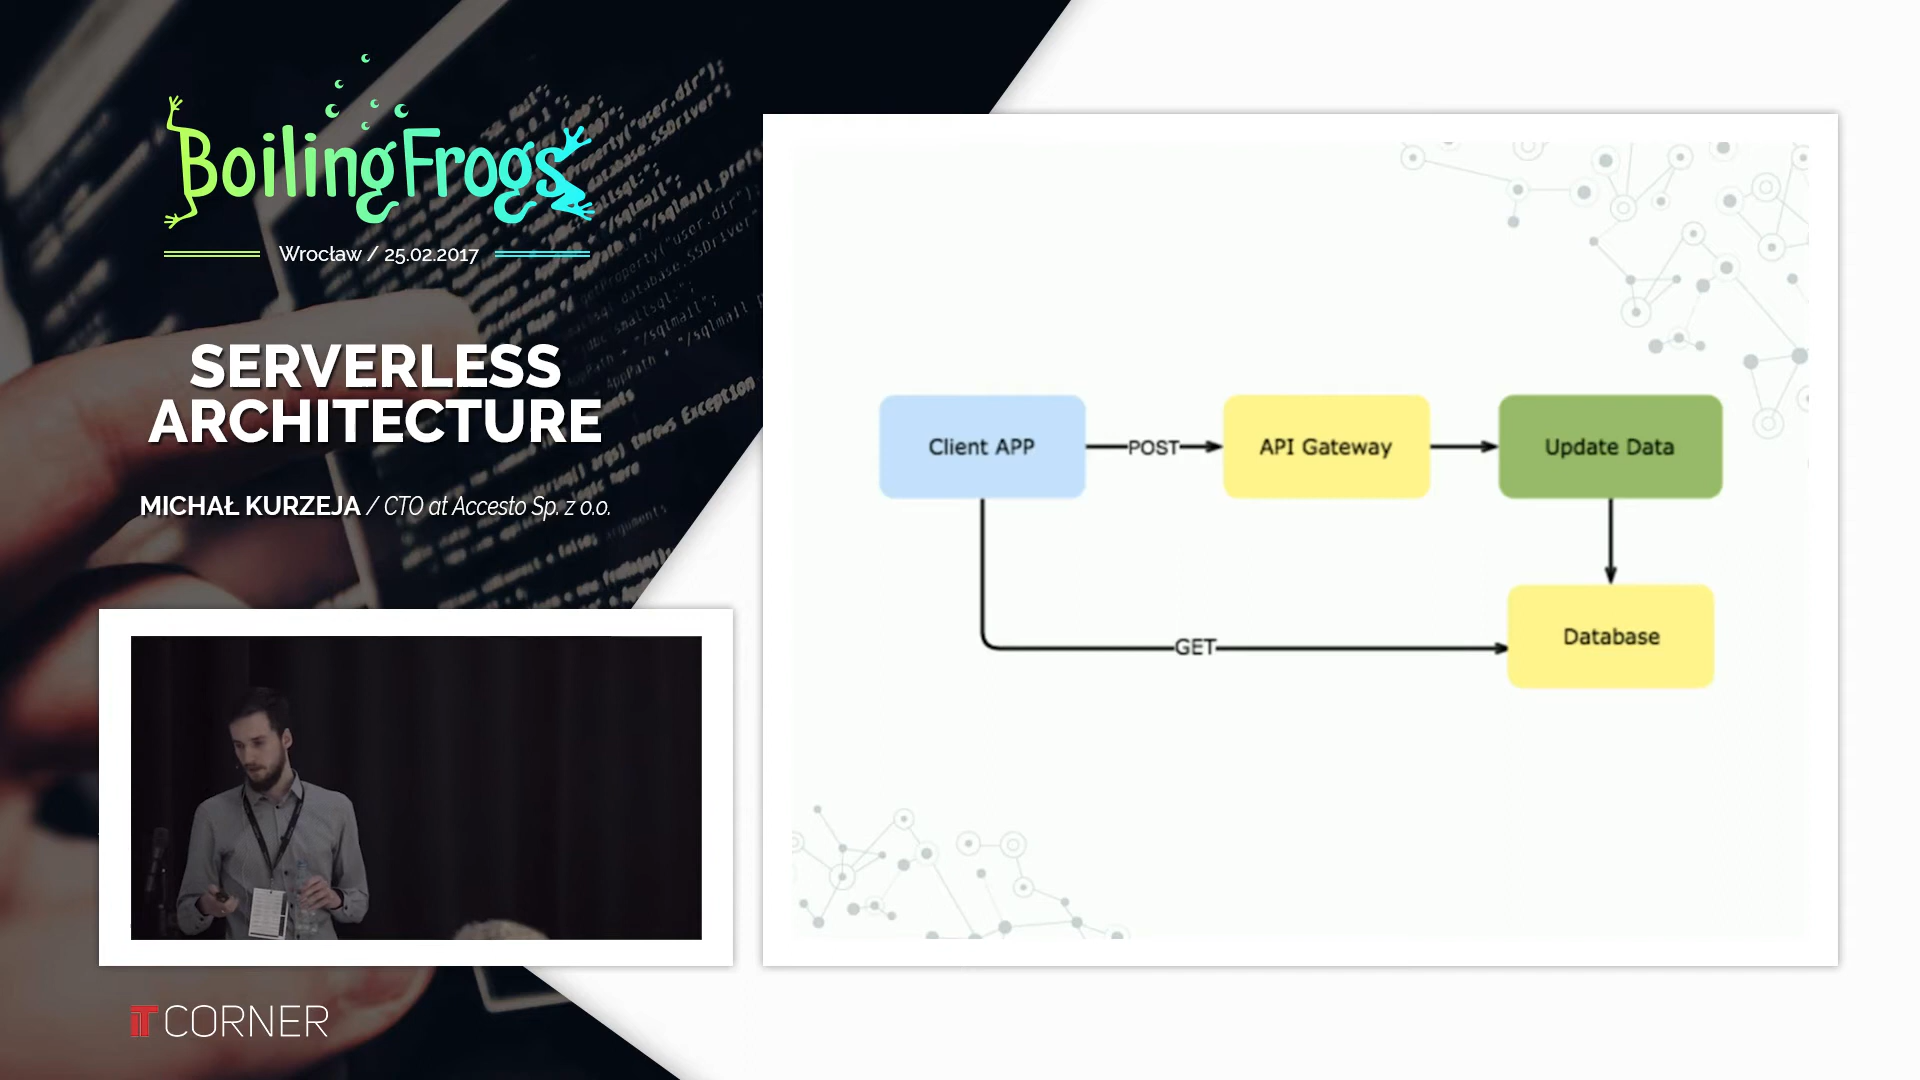 BoilingFrogs
Wrocław / 25.02.2017
SERVERLESS
ARCHITECTURE
MICHAŁ KURZEJA / CTO at Accesto Sp. z o.o.
IT CORNER
Client APP
POST
API Gateway
Update Data
GET
Database